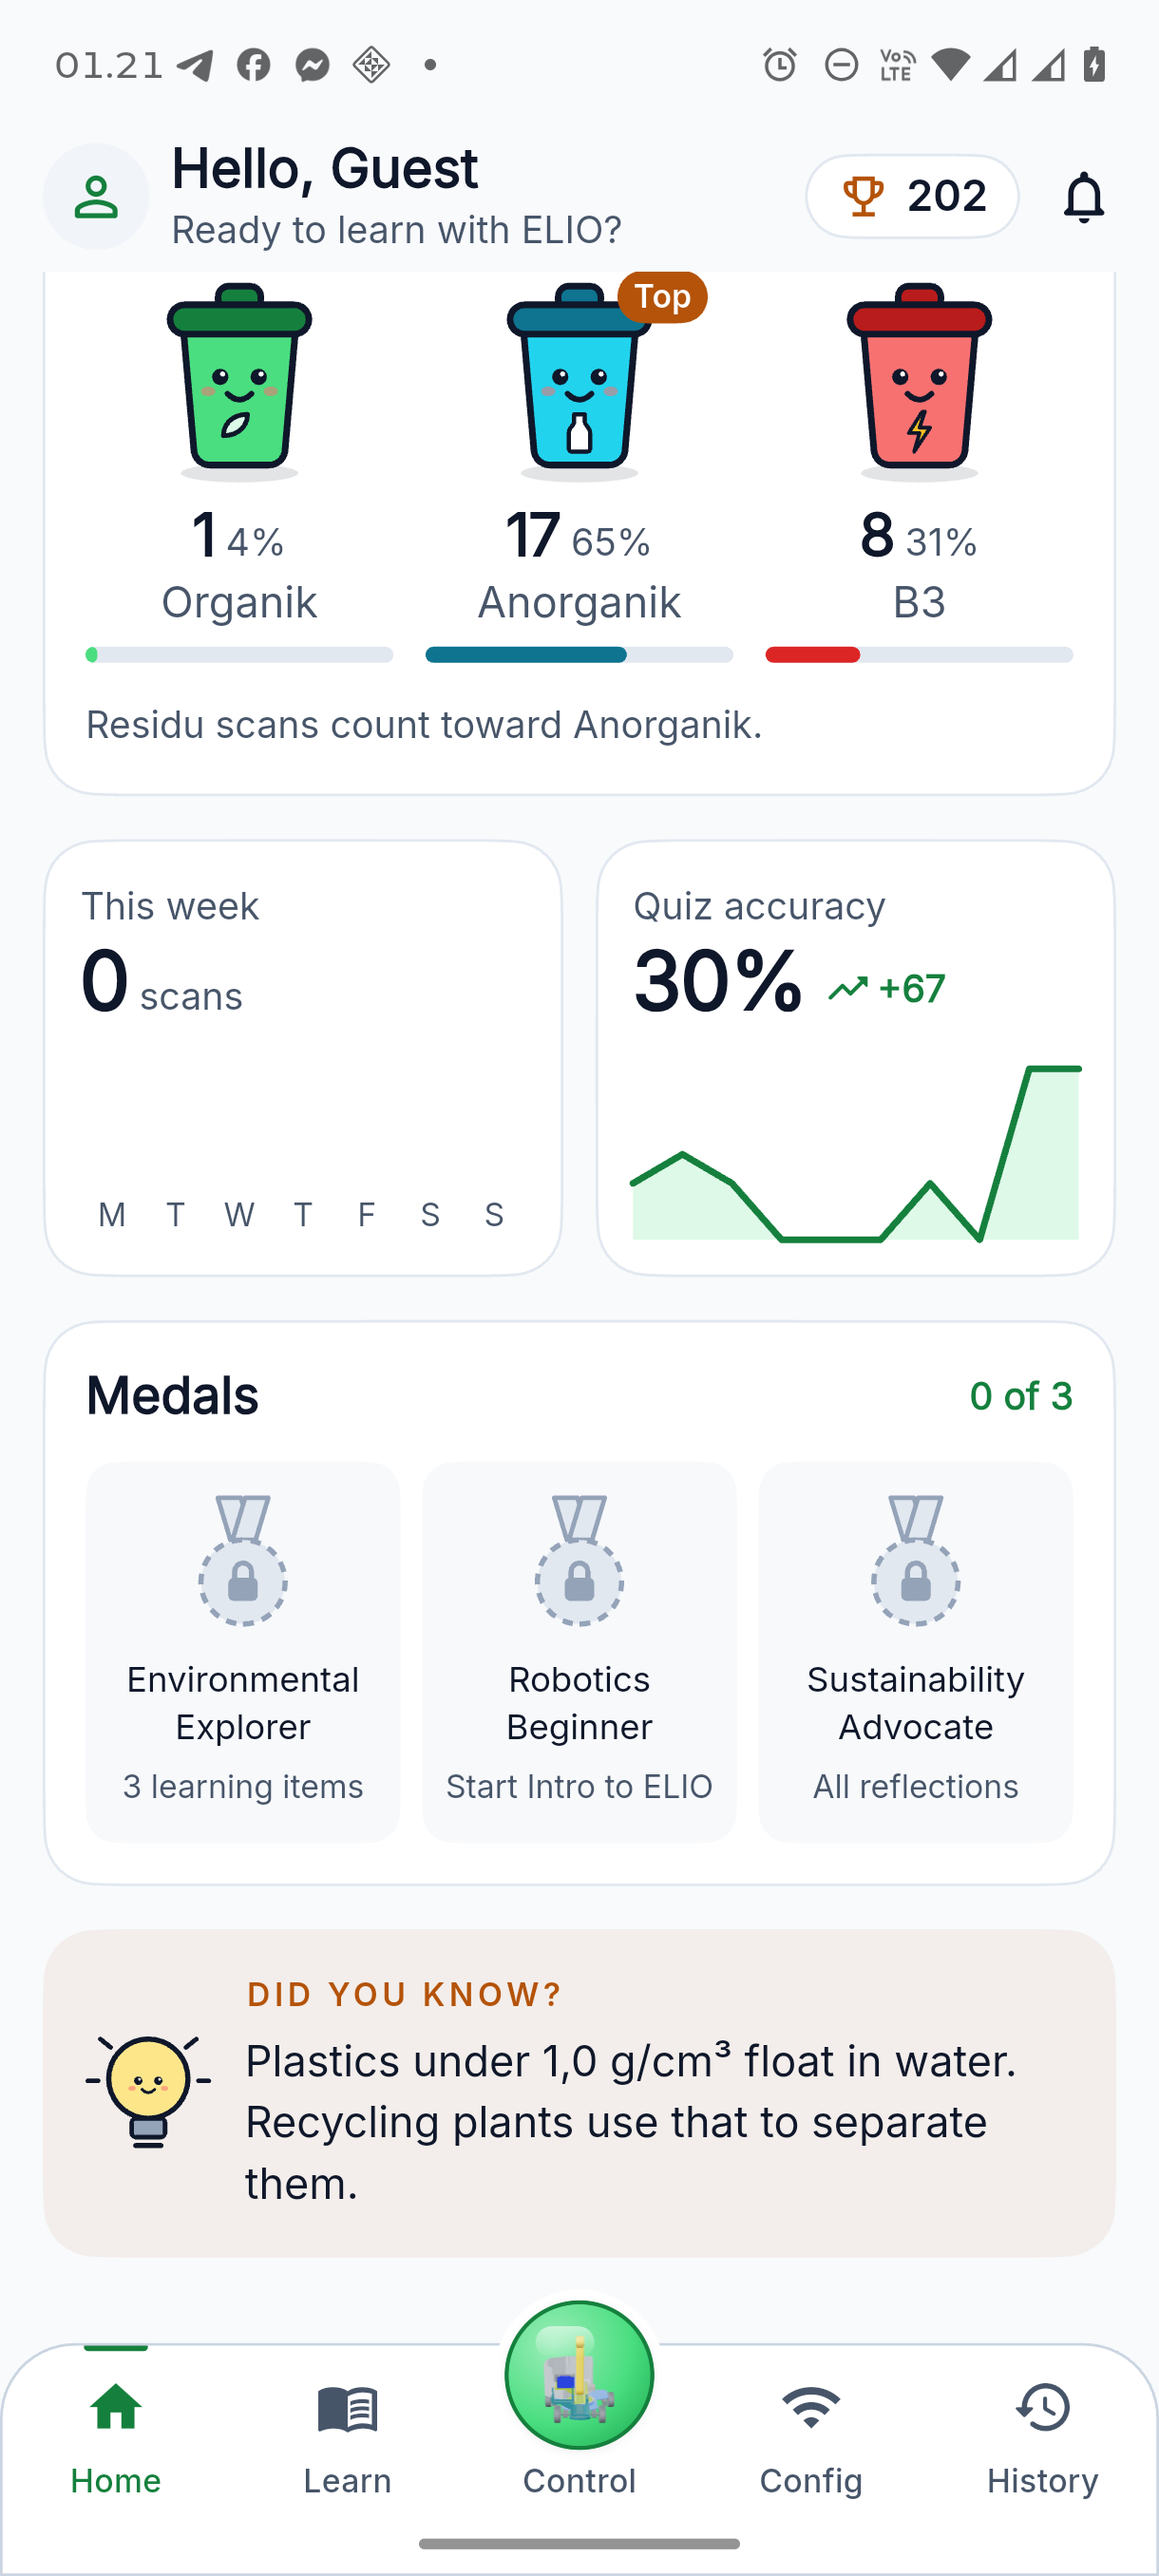 01.21
Vo LTE
Hello, Guest
Ready to learn with ELIO?
202
Top
1 4%
17 65%
8 31%
Organik
Anorganik
B3
Residu scans count toward Anorganik.
This week
0 scans
M T W T F S S
Quiz accuracy
30% +67
Medals
0 of 3
Environmental
Explorer
3 learning items
Robotics
Beginner
Start Intro to ELIO
Sustainability
Advocate
All reflections
DID YOU KNOW?
Plastics under 1,0 g/cm³ float in water.
Recycling plants use that to separate
them.
Home
Learn
Control
Config
History